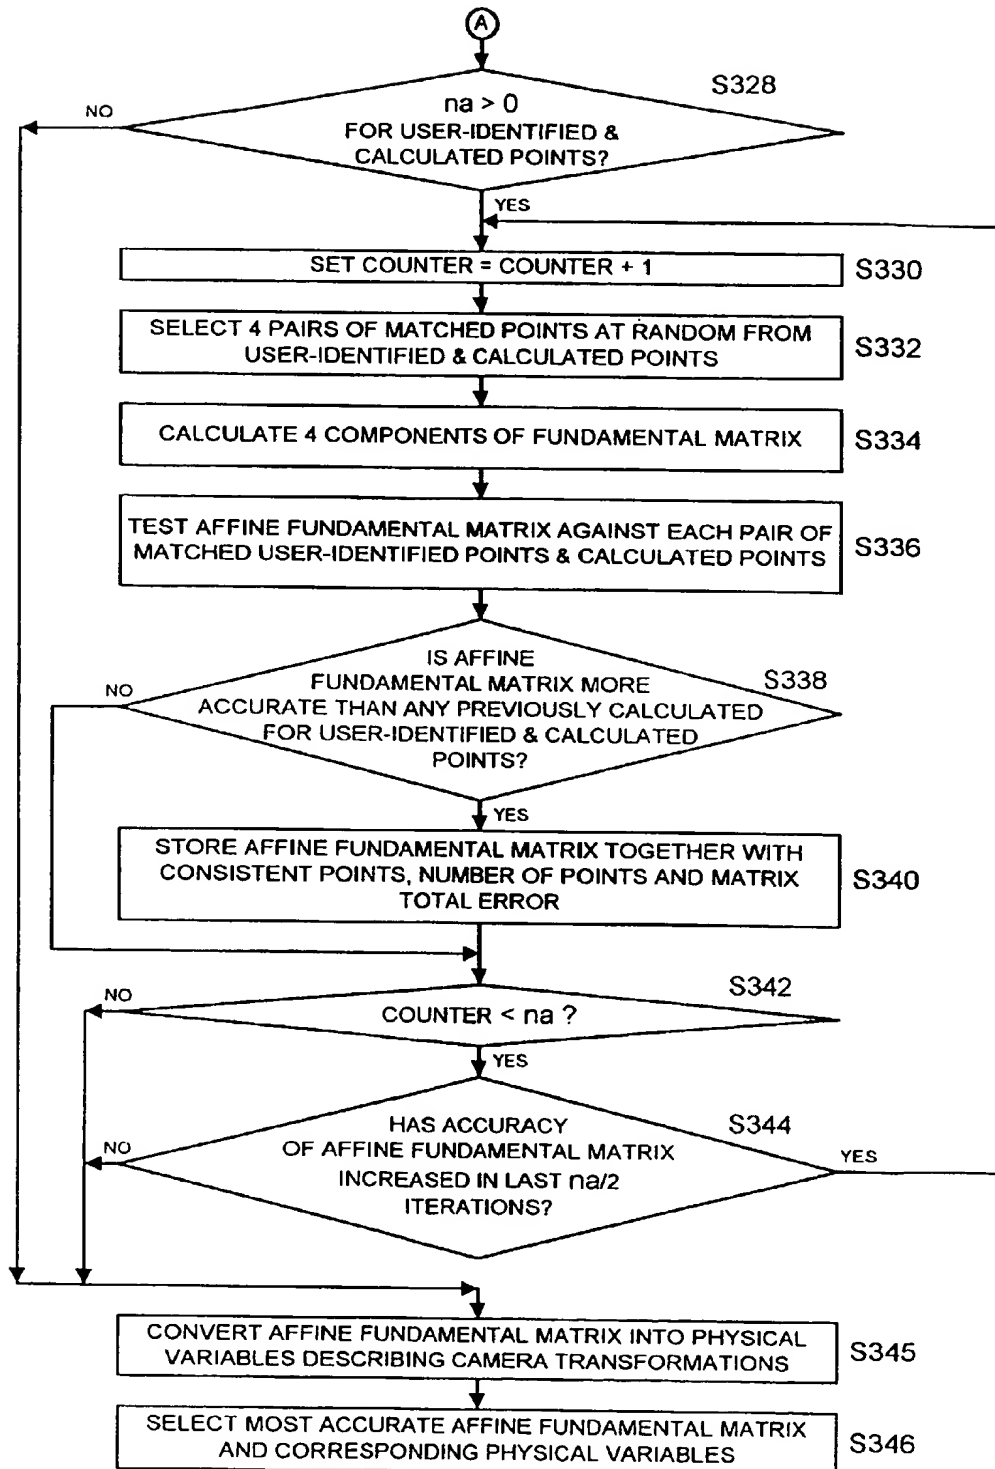 A
S328
na > 0
FOR USER-IDENTIFIED &
CALCULATED POINTS?
NO
YES
SET COUNTER = COUNTER + 1
S330
SELECT 4 PAIRS OF MATCHED POINTS AT RANDOM FROM
USER-IDENTIFIED & CALCULATED POINTS
S332
CALCULATE 4 COMPONENTS OF FUNDAMENTAL MATRIX
S334
TEST AFFINE FUNDAMENTAL MATRIX AGAINST EACH PAIR OF
MATCHED USER-IDENTIFIED POINTS & CALCULATED POINTS
S336
IS AFFINE
FUNDAMENTAL MATRIX MORE
ACCURATE THAN ANY PREVIOUSLY CALCULATED
FOR USER-IDENTIFIED & CALCULATED
POINTS?
S338
NO
YES
STORE AFFINE FUNDAMENTAL MATRIX TOGETHER WITH
CONSISTENT POINTS, NUMBER OF POINTS AND MATRIX
TOTAL ERROR
S340
S342
NO
COUNTER < na ?
YES
HAS ACCURACY
OF AFFINE FUNDAMENTAL MATRIX
INCREASED IN LAST na/2
ITERATIONS?
S344
NO
YES
CONVERT AFFINE FUNDAMENTAL MATRIX INTO PHYSICAL
VARIABLES DESCRIBING CAMERA TRANSFORMATIONS
S345
SELECT MOST ACCURATE AFFINE FUNDAMENTAL MATRIX
AND CORRESPONDING PHYSICAL VARIABLES
S346